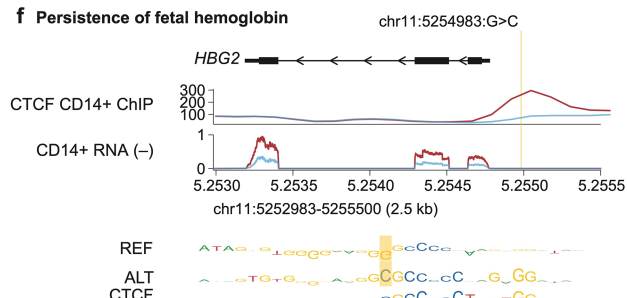 f Persistence of fetal hemoglobin
chr11:5254983:G>C
HBG2
CTCF CD14+ ChIP
300
200
100
CD14+ RNA (–)
1
0
5.2530 5.2535 5.2540 5.2545 5.2550 5.2555
chr11:5252983-5255500 (2.5 kb)
REF
ALT
CTCF